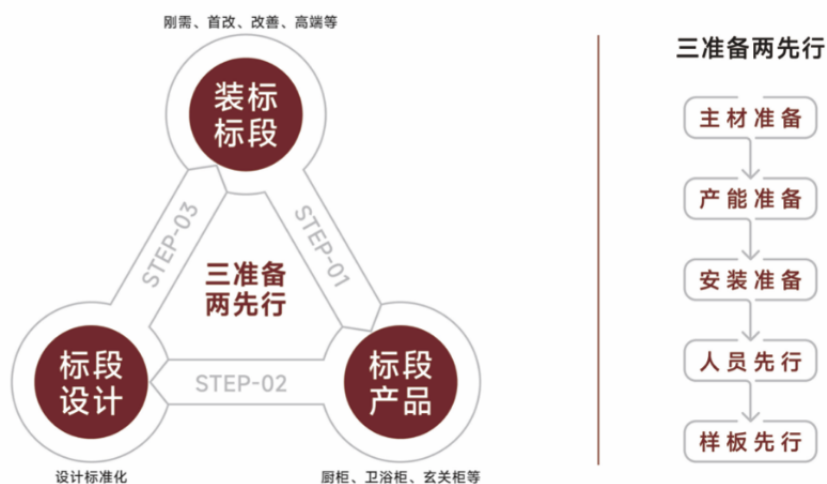 刚需、首改、改善、高端等
装标
标段
STEP-03
STEP-01
三准备
两先行
标段
设计
STEP-02
标段
产品
设计标准化
厨柜、卫浴柜、玄关柜等
三准备两先行
主材准备
产能准备
安装准备
人员先行
样板先行